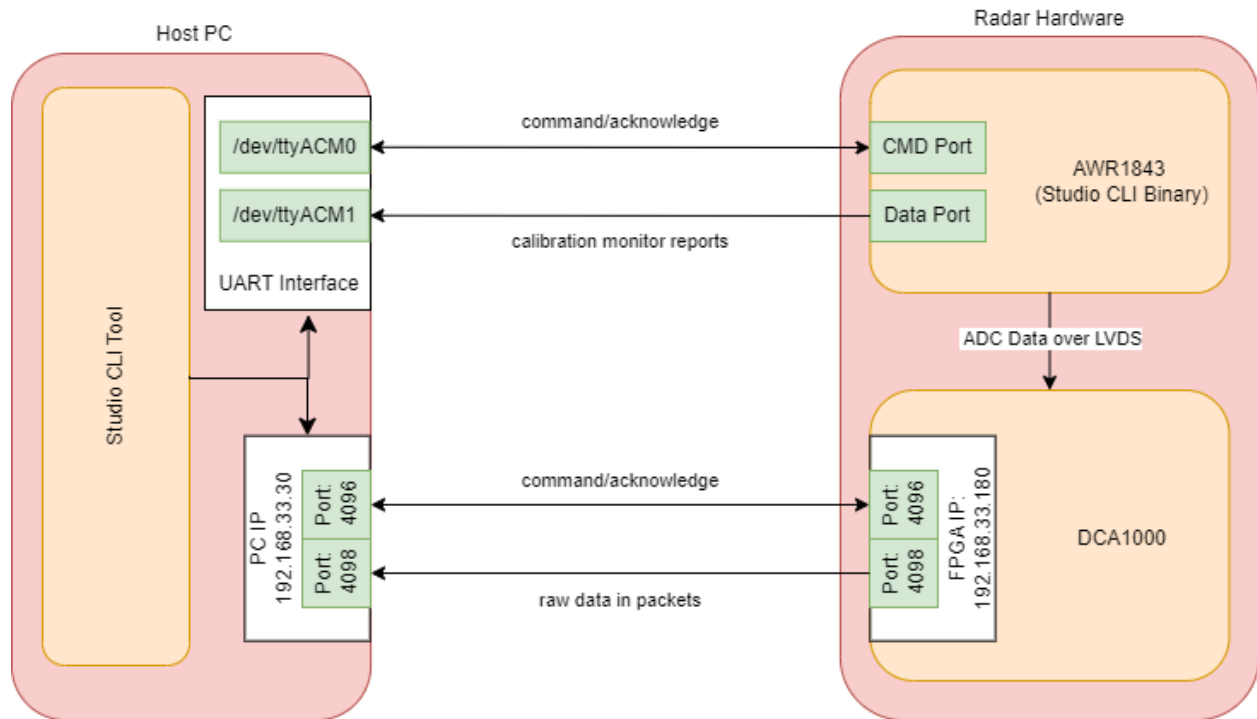 Host PC
Radar Hardware
/dev/ttyACM0
/dev/ttyACM1
UART Interface
Studio CLI Tool
command/acknowledge
calibration monitor reports
CMD Port
Data Port
AWR1843
(Studio CLI Binary)
ADC Data over LVDS
PC IP
192.168.33.30
Port:
4096
Port:
4098
command/acknowledge
raw data in packets
Port:
4096
Port:
4098
FPGA IP:
192.168.33.180
DCA1000